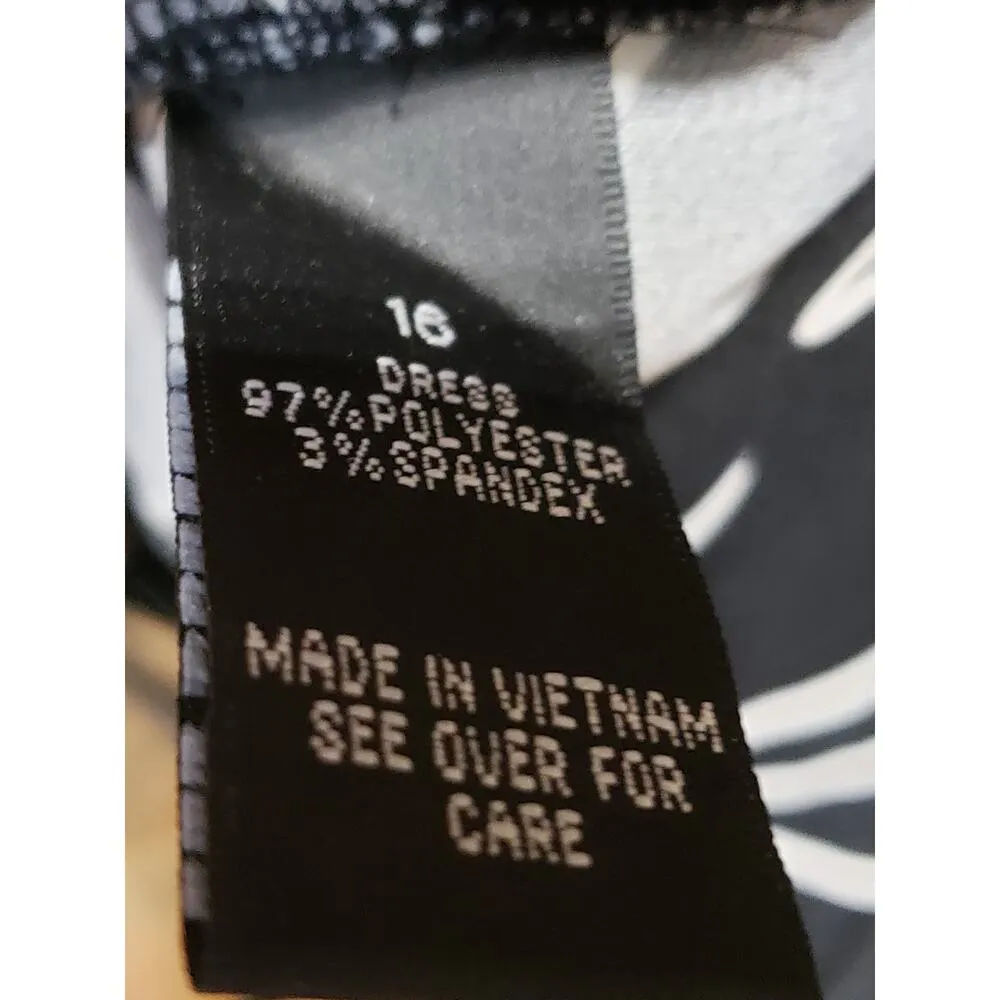 16
DRESS
97%POLYESTER
3%SPANDEX
MADE IN VIETNAM
SEE OVER FOR
CARE